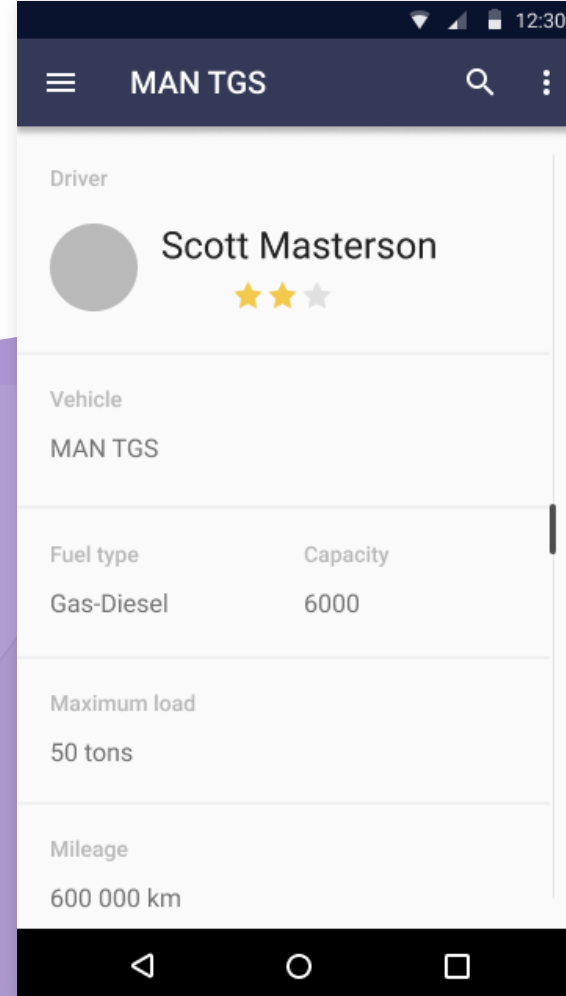 12:30
MAN TGS
Driver
Scott Masterson
Vehicle
MAN TGS
Fuel type Capacity
Gas-Diesel 6000
Maximum load
50 tons
Mileage
600 000 km